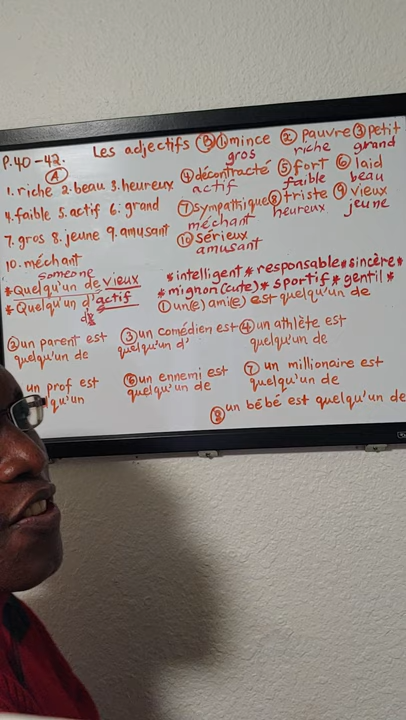 P.40-42. Les adjectifs Ⓑ ① mince ② pauvre ③ petit
gros riche grand
Ⓐ ④ décontracté ⑤ fort ⑥ laid
actif faible beau
1. riche 2. beau 3. heureux
⑦ sympathique ⑧ triste ⑨ vieux
méchant heureux jeune
4. faible 5. actif 6. grand
⑩ sérieux
amusant
7. gros 8. jeune 9. amusant
10. méchant
someone
*Quelqu'un de vieux
*Quelqu'un d'actif
*intelligent * responsable * sincère *
*mignon (cute) * sportif * gentil *
① un(e) ami(e) est quelqu'un de
② un parent est
quelqu'un de
③ un comédien est
quelqu'un d'
④ un athlète est
quelqu'un de
un prof est
qu'un
⑥ un ennemi est
quelqu'un de
⑦ un millionaire est
quelqu'un de
⑧ un bébé est quelqu'un de